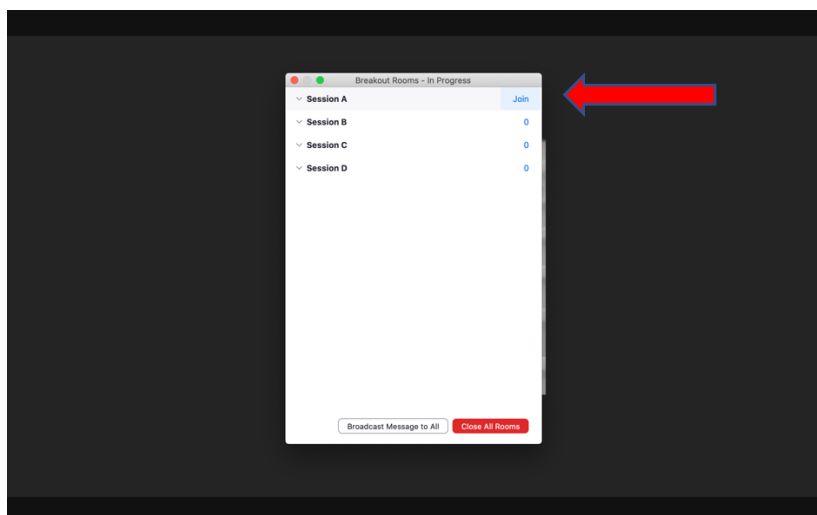 Breakout Rooms - In Progress
Session A Join
Session B 0
Session C 0
Session D 0
Broadcast Message to All Close All Rooms